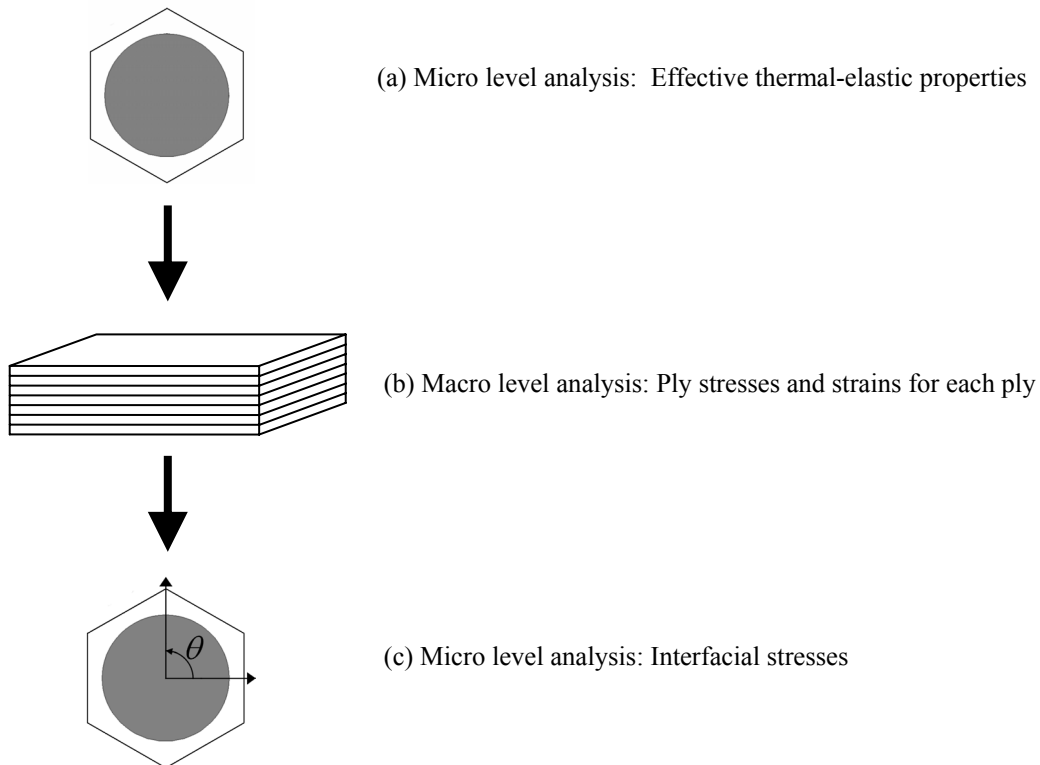 (a) Micro level analysis: Effective thermal-elastic properties
(b) Macro level analysis: Ply stresses and strains for each ply
θ
(c) Micro level analysis: Interfacial stresses